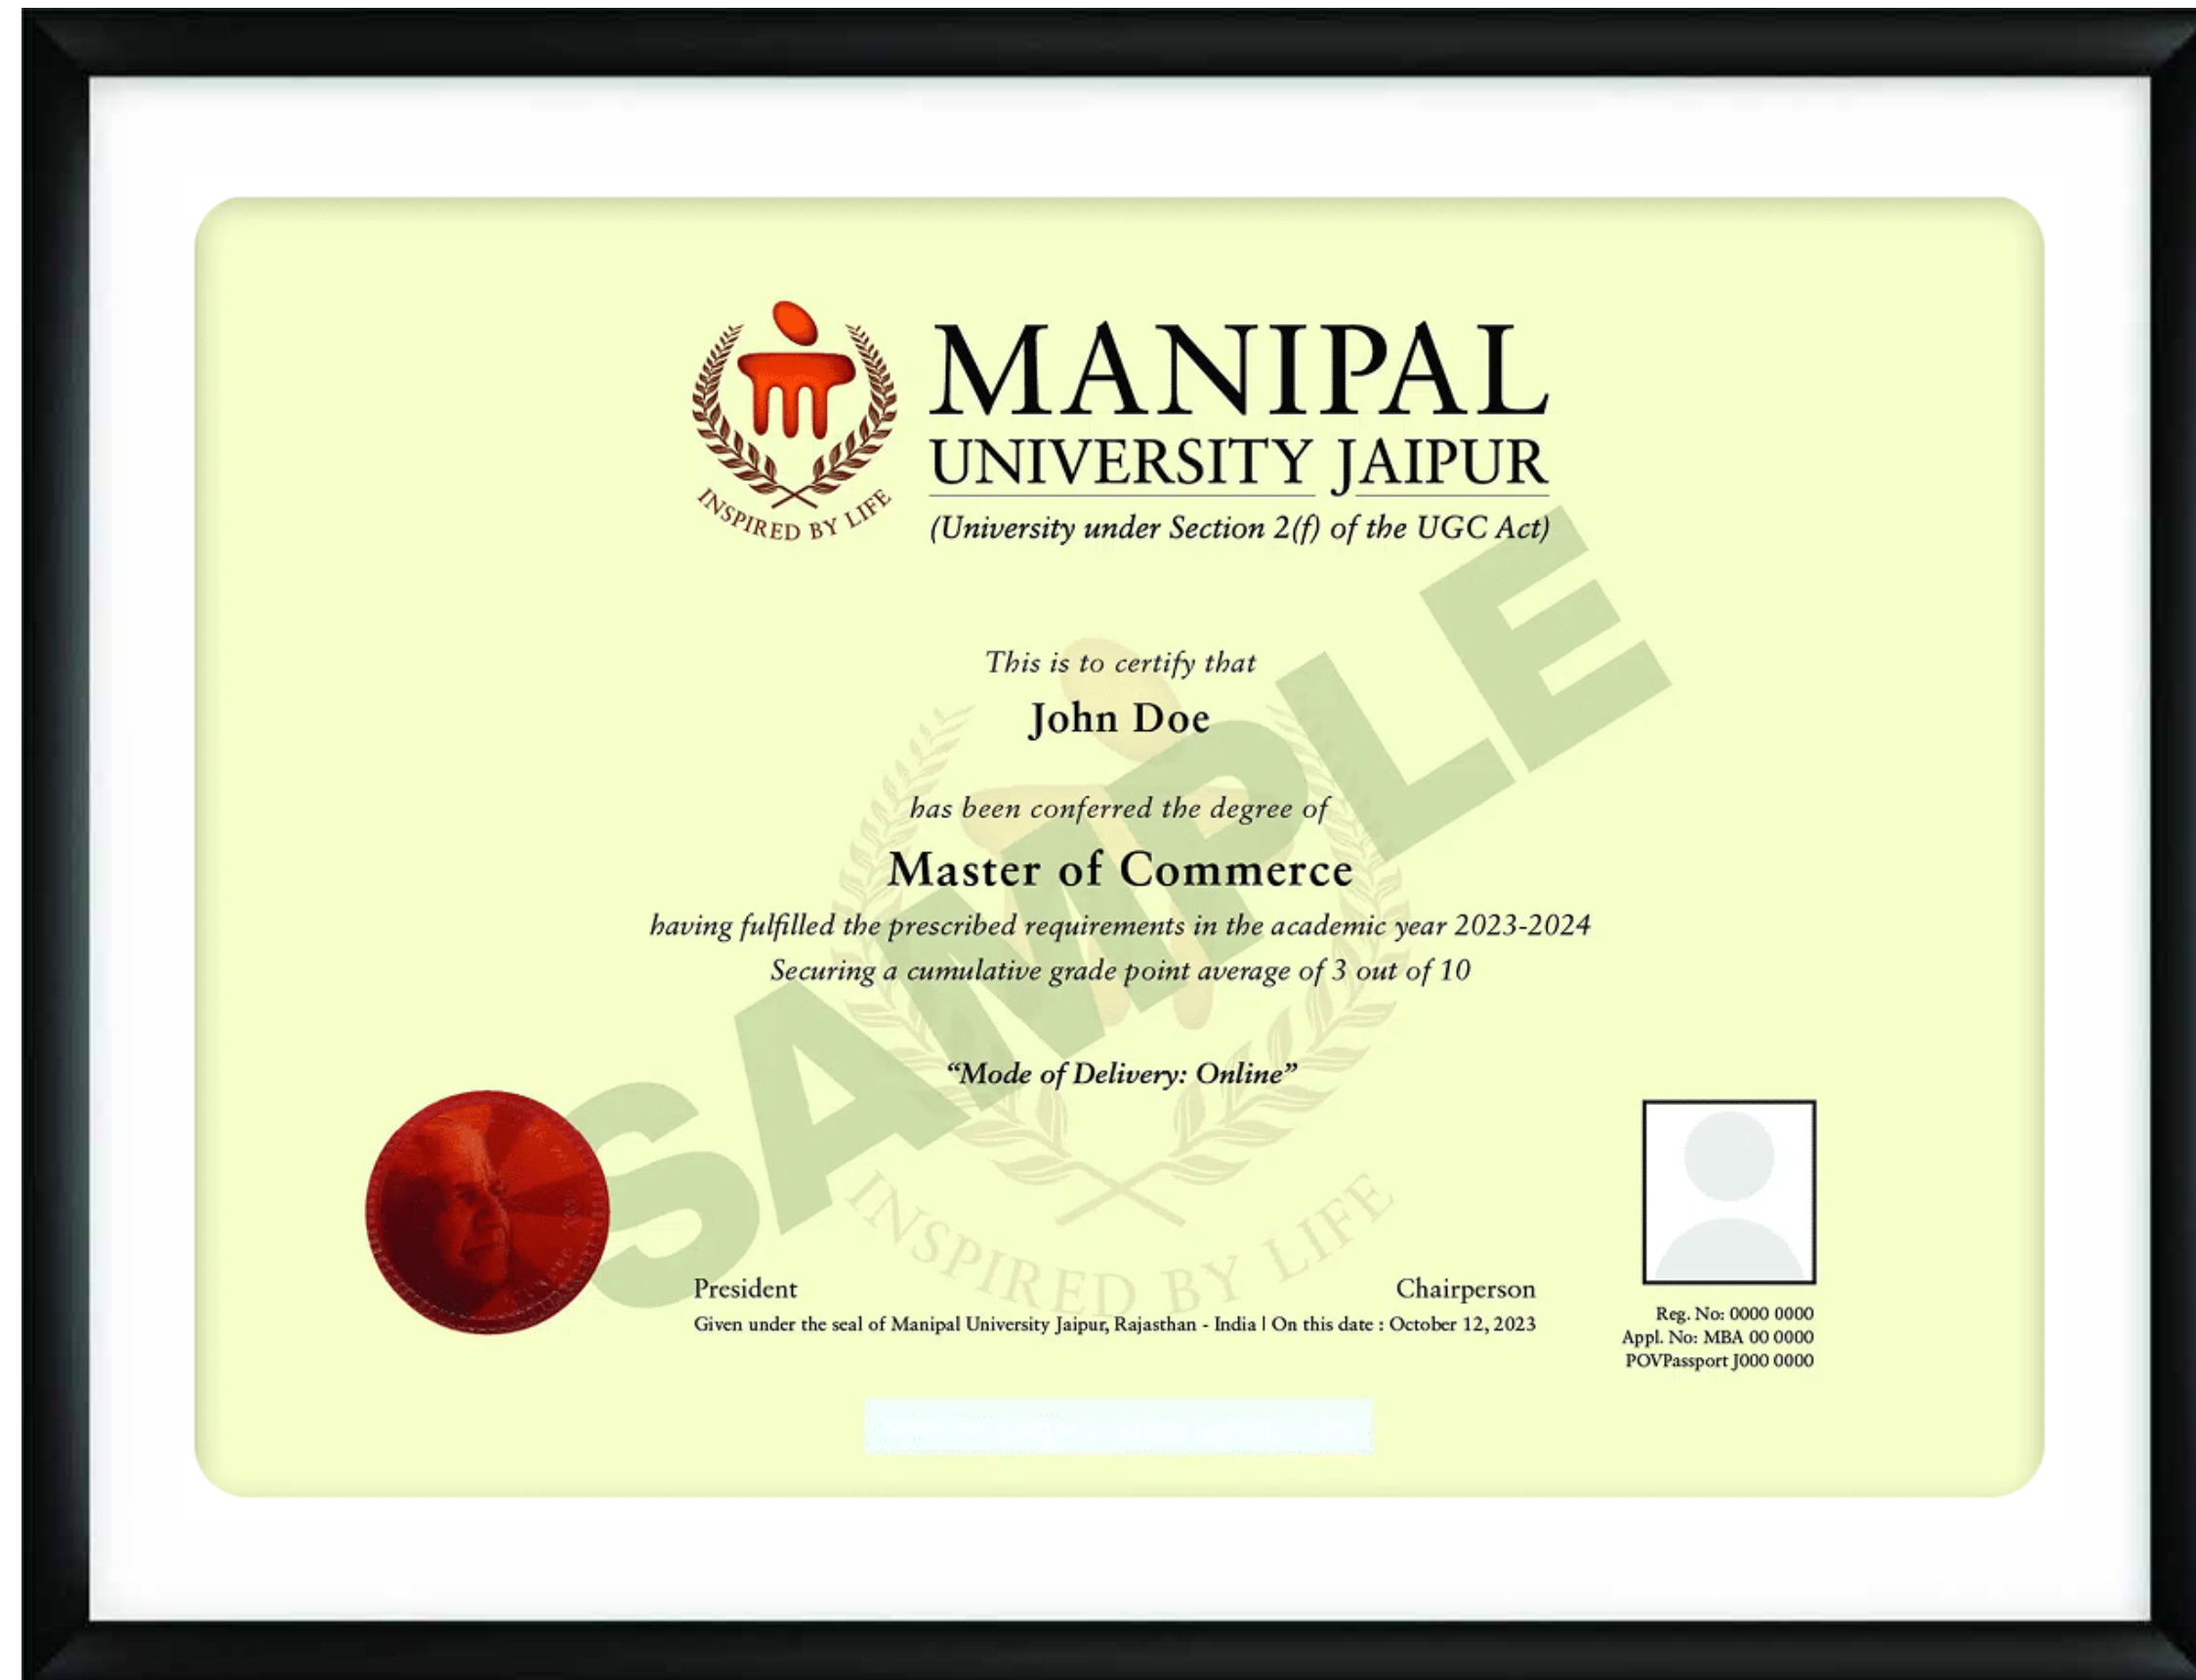 MANIPAL
UNIVERSITY JAIPUR
(University under Section 2(f) of the UGC Act)
INSPIRED BY LIFE
This is to certify that
John Doe
has been conferred the degree of
Master of Commerce
having fulfilled the prescribed requirements in the academic year 2023-2024
Securing a cumulative grade point average of 3 out of 10
“Mode of Delivery: Online”
SAMPLE
INSPIRED BY LIFE
President
Chairperson
Given under the seal of Manipal University Jaipur, Rajasthan - India | On this date : October 12, 2023
Reg. No: 0000 0000
Appl. No: MBA 00 0000
POVPassport J000 0000